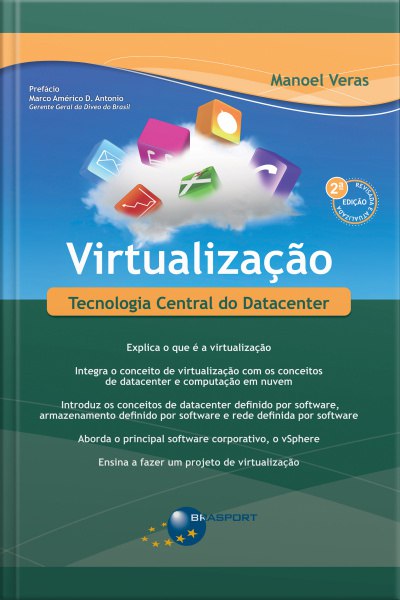 Manoel Veras
Prefácio
Marco Américo D. Antonio
Gerente Geral da Diveo do Brasil
2ª
EDIÇÃO
REVISADA E ATUALIZADA
Virtualização
Tecnologia Central do Datacenter
Explica o que é a virtualização
Integra o conceito de virtualização com os conceitos
de datacenter e computação em nuvem
Introduz os conceitos de datacenter definido por software,
armazenamento definido por software e rede definida por software
Aborda o principal software corporativo, o vSphere
Ensina a fazer um projeto de virtualização
BRASPORT